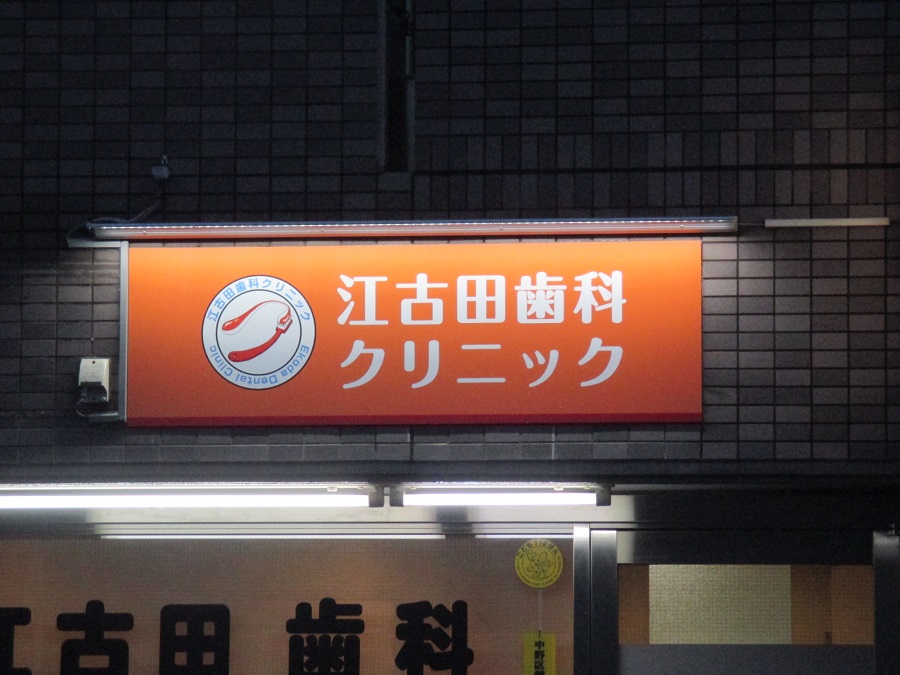 江古田歯科クリニック
Ekoda Dental Clinic
江古田歯科
クリニック
江古田歯科
中野区